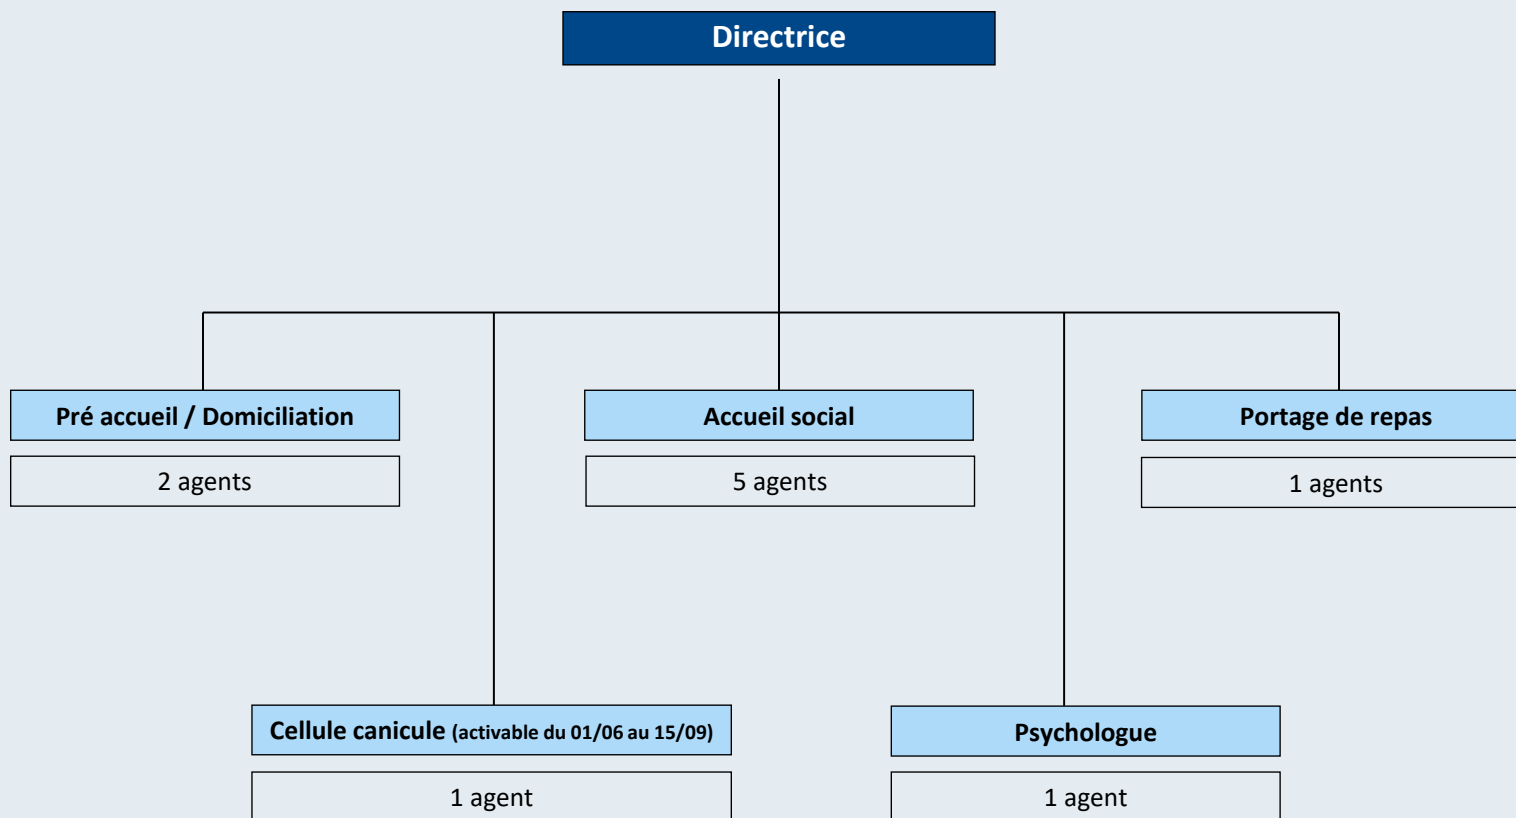 Directrice
Pré accueil / Domiciliation
2 agents
Accueil social
5 agents
Portage de repas
1 agents
Cellule canicule (activable du 01/06 au 15/09)
1 agent
Psychologue
1 agent